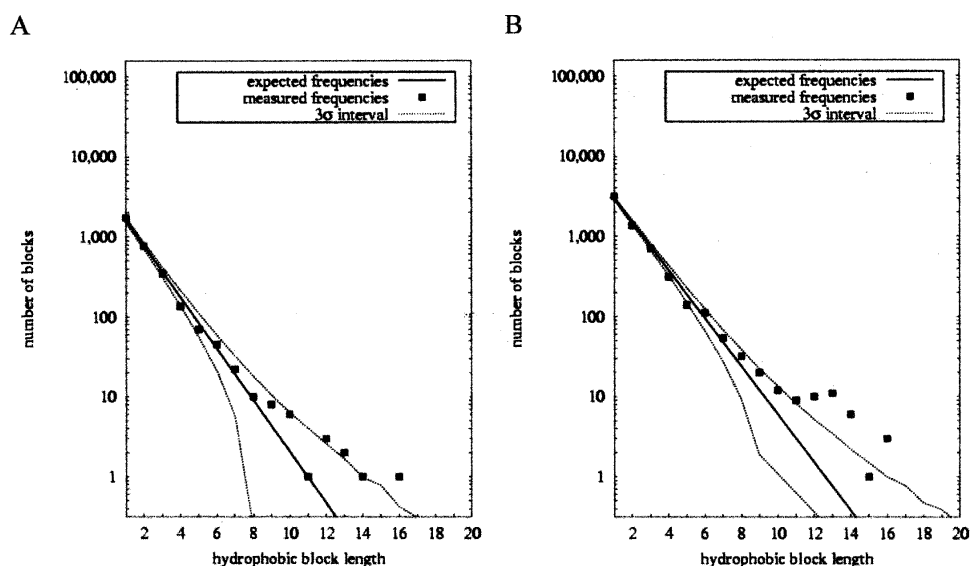 A
100,000
10,000
1,000
100
10
1
number of blocks
expected frequencies
measured frequencies
3σ interval
2 4 6 8 10 12 14 16 18 20
hydrophobic block length
B
100,000
10,000
1,000
100
10
1
number of blocks
expected frequencies
measured frequencies
3σ interval
2 4 6 8 10 12 14 16 18 20
hydrophobic block length